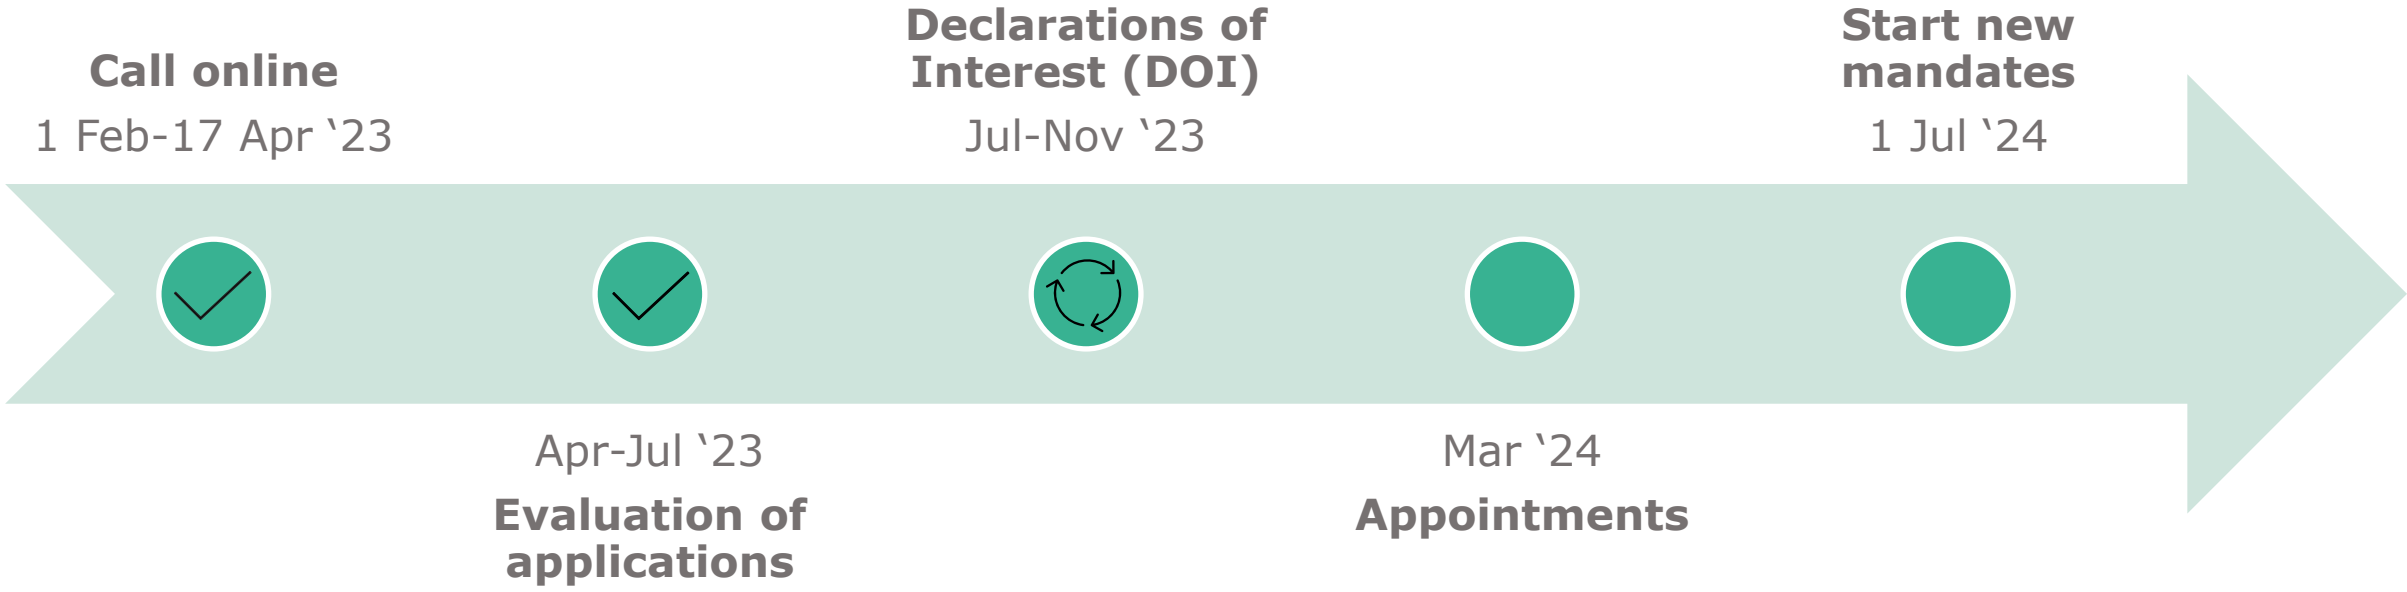 Call online
1 Feb-17 Apr ‘23
Apr-Jul ‘23
Evaluation of
applications
Declarations of
Interest (DOI)
Jul-Nov ‘23
Mar ‘24
Appointments
Start new
mandates
1 Jul ‘24